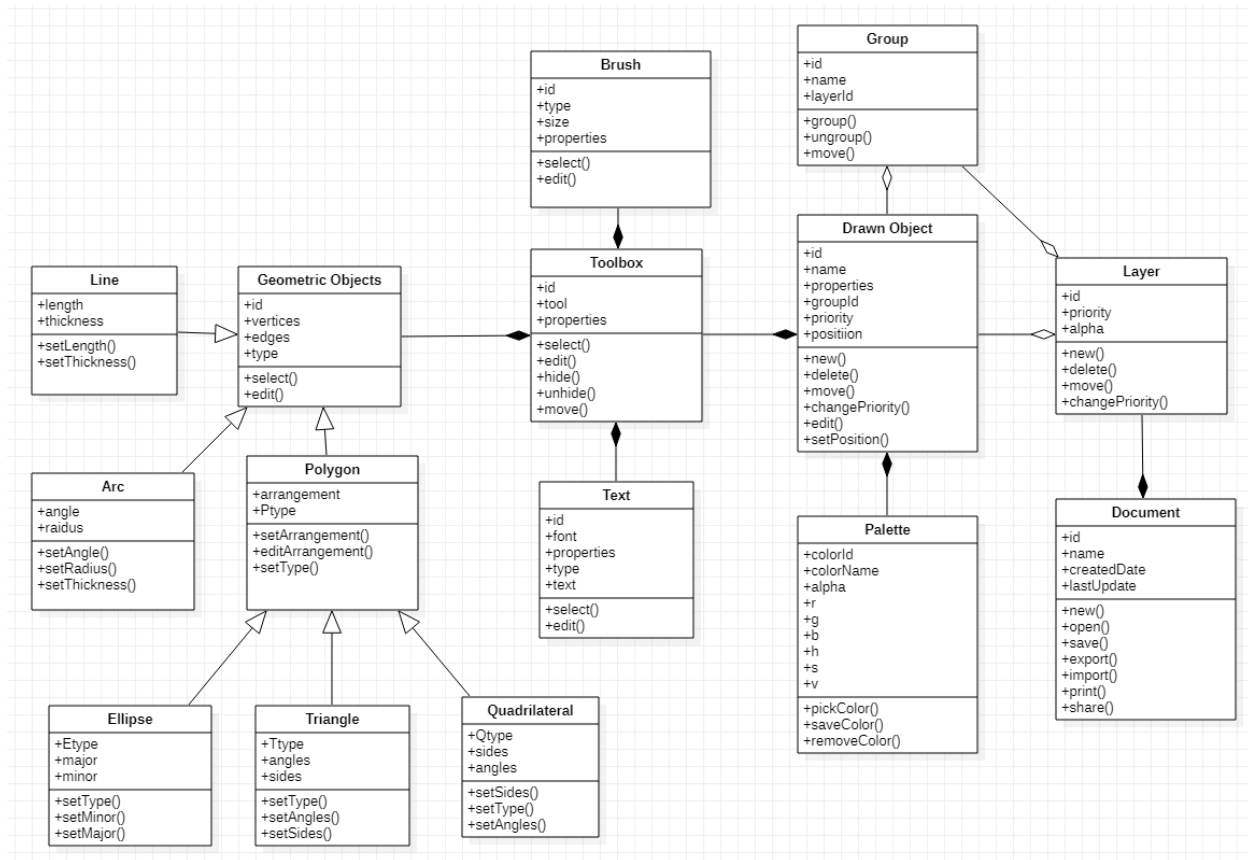 Group
+id
+name
+layerId
+group()
+ungroup()
+move()
Brush
+id
+type
+size
+properties
+select()
+edit()
Drawn Object
+id
+name
+properties
+groupId
+priority
+positiion
+new()
+delete()
+move()
+changePriority()
+edit()
+setPosition()
Toolbox
+id
+tool
+properties
+select()
+edit()
+hide()
+unhide()
+move()
Layer
+id
+priority
+alpha
+new()
+delete()
+move()
+changePriority()
Line
+length
+thickness
+setLength()
+setThickness()
Geometric Objects
+id
+vertices
+edges
+type
+select()
+edit()
Polygon
+arrangement
+Ptype
+setArrangement()
+editArrangement()
+setType()
Arc
+angle
+raidus
+setAngle()
+setRadius()
+setThickness()
Text
+id
+font
+properties
+type
+text
+select()
+edit()
Palette
+colorId
+colorName
+alpha
+r
+g
+b
+h
+s
+v
+pickColor()
+saveColor()
+removeColor()
Document
+id
+name
+createdDate
+lastUpdate
+new()
+open()
+save()
+export()
+import()
+print()
+share()
Ellipse
+Etype
+major
+minor
+setType()
+setMinor()
+setMajor()
Triangle
+Ttype
+angles
+sides
+setType()
+setAngles()
+setSides()
Quadrilateral
+Qtype
+sides
+angles
+setSides()
+setType()
+setAngles()